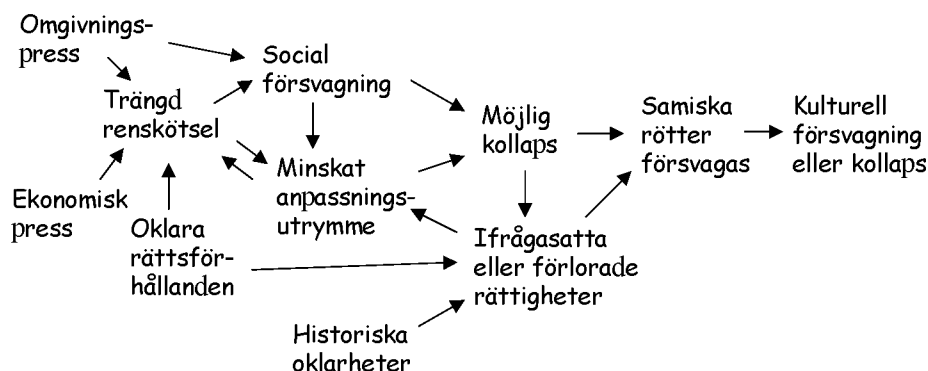 Omgivnings-
press
Social
försvagning
Trängd
renskötsel
Möjlig
kollaps
Samiska
rötter
försvagas
Kulturell
försvagning
eller kollaps
Minskat
anpassnings-
utrymme
Ekonomisk
press
Oklara
rättsför-
hållanden
Ifrågasatta
eller förlorade
rättigheter
Historiska
oklarheter